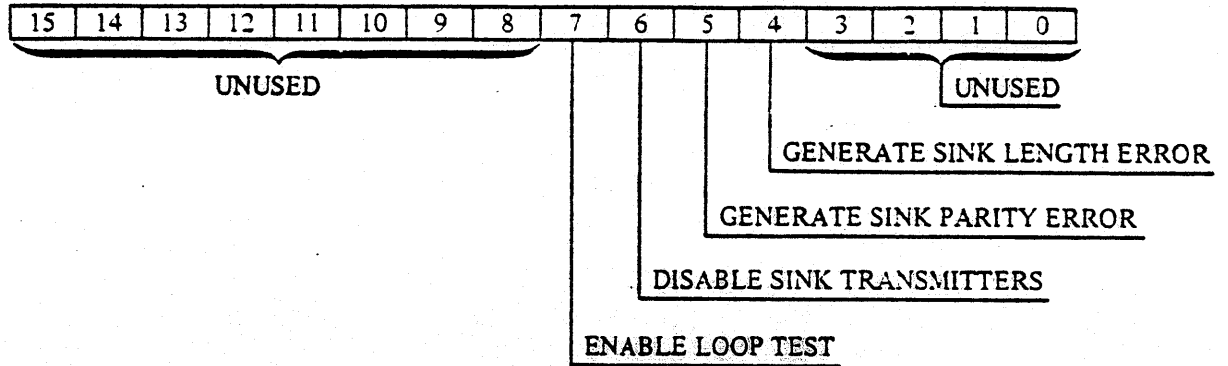 15 14 13 12 11 10 9 8 7 6 5 4 3 2 1 0
UNUSED UNUSED
GENERATE SINK LENGTH ERROR
GENERATE SINK PARITY ERROR
DISABLE SINK TRANSMITTERS
ENABLE LOOP TEST